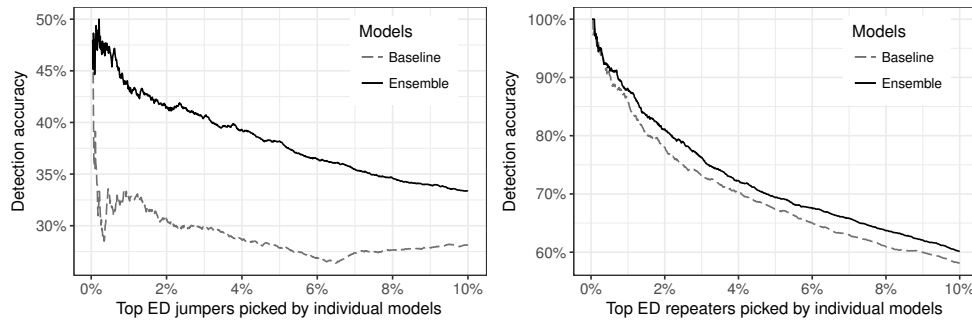 50%
45%
40%
35%
30%
Detection accuracy
Models
Baseline
Ensemble
0%
2%
4%
6%
8%
10%
Top ED jumpers picked by individual models
100%
90%
80%
70%
60%
Detection accuracy
Models
Baseline
Ensemble
0%
2%
4%
6%
8%
10%
Top ED repeaters picked by individual models